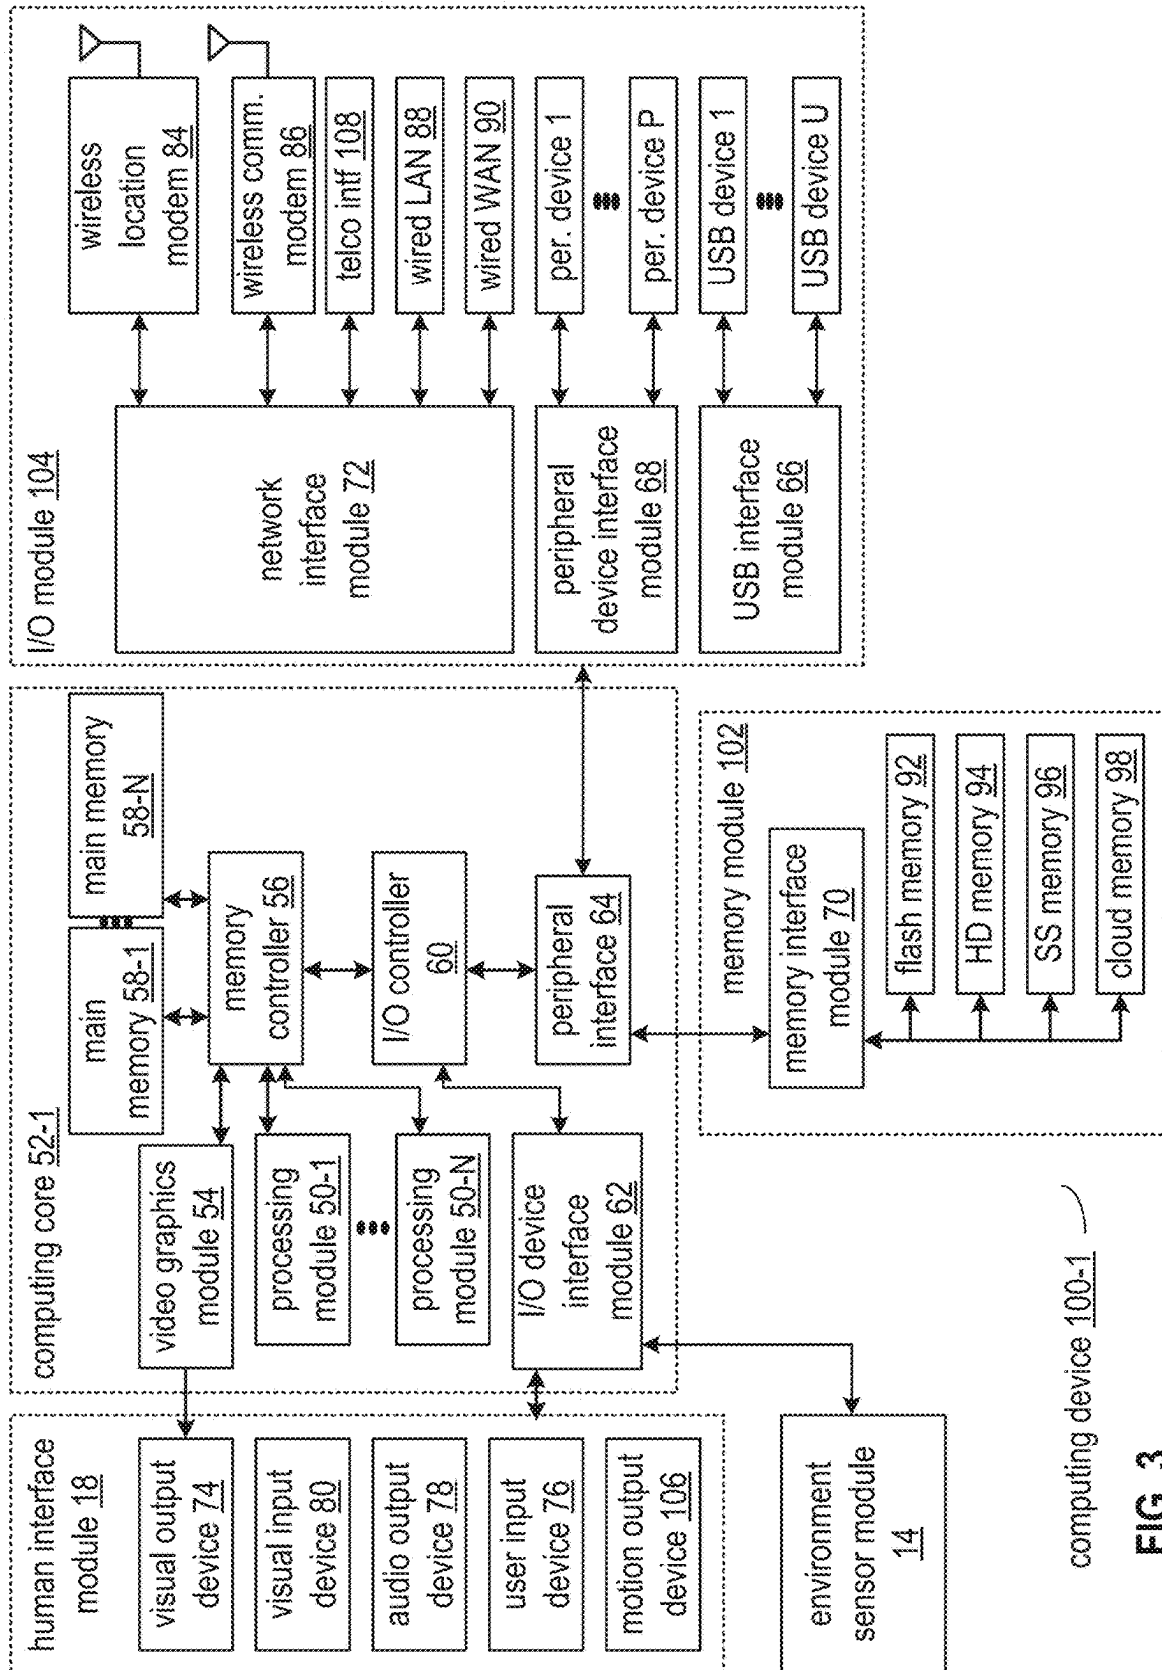 human interface
module 18
visual output
device 74
visual input
device 80
audio output
device 78
user input
device 76
motion output
device 106
environment
sensor module
14
computing core 52-1
video graphics
module 54
processing
module 50-1
processing
module 50-N
I/O device
interface
module 62
main
memory 58-1
main memory
58-N
memory
controller 56
I/O controller
60
peripheral
interface 64
memory module 102
memory interface
module 70
flash memory 92
HD memory 94
SS memory 96
cloud memory 98
I/O module 104
network
interface
module 72
peripheral
device interface
module 68
USB interface
module 66
wireless
location
modem 84
wireless comm.
modem 86
telco intf 108
wired LAN 88
wired WAN 90
per. device 1
per. device P
USB device 1
USB device U
computing device 100-1
FIG. 3